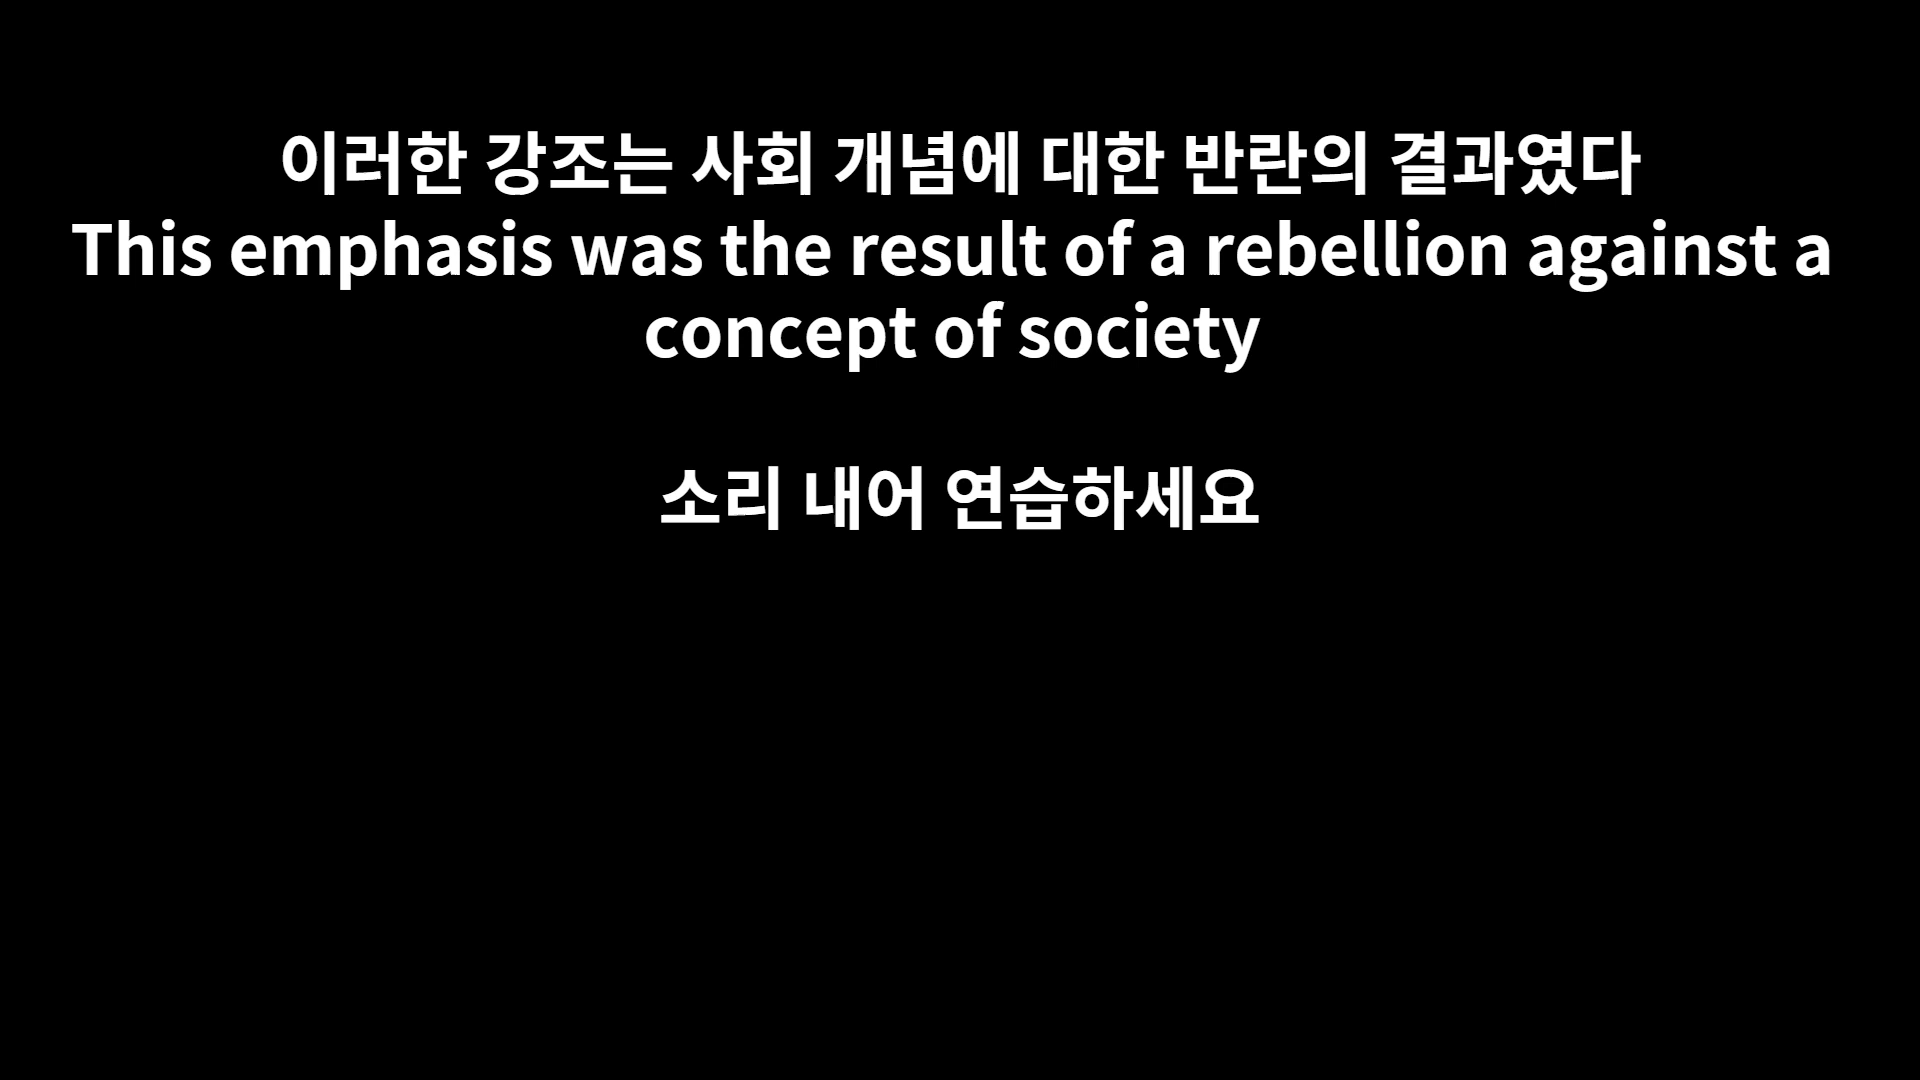 이러한 강조는 사회 개념에 대한 반란의 결과였다
This emphasis was the result of a rebellion against a
concept of society
소리 내어 연습하세요